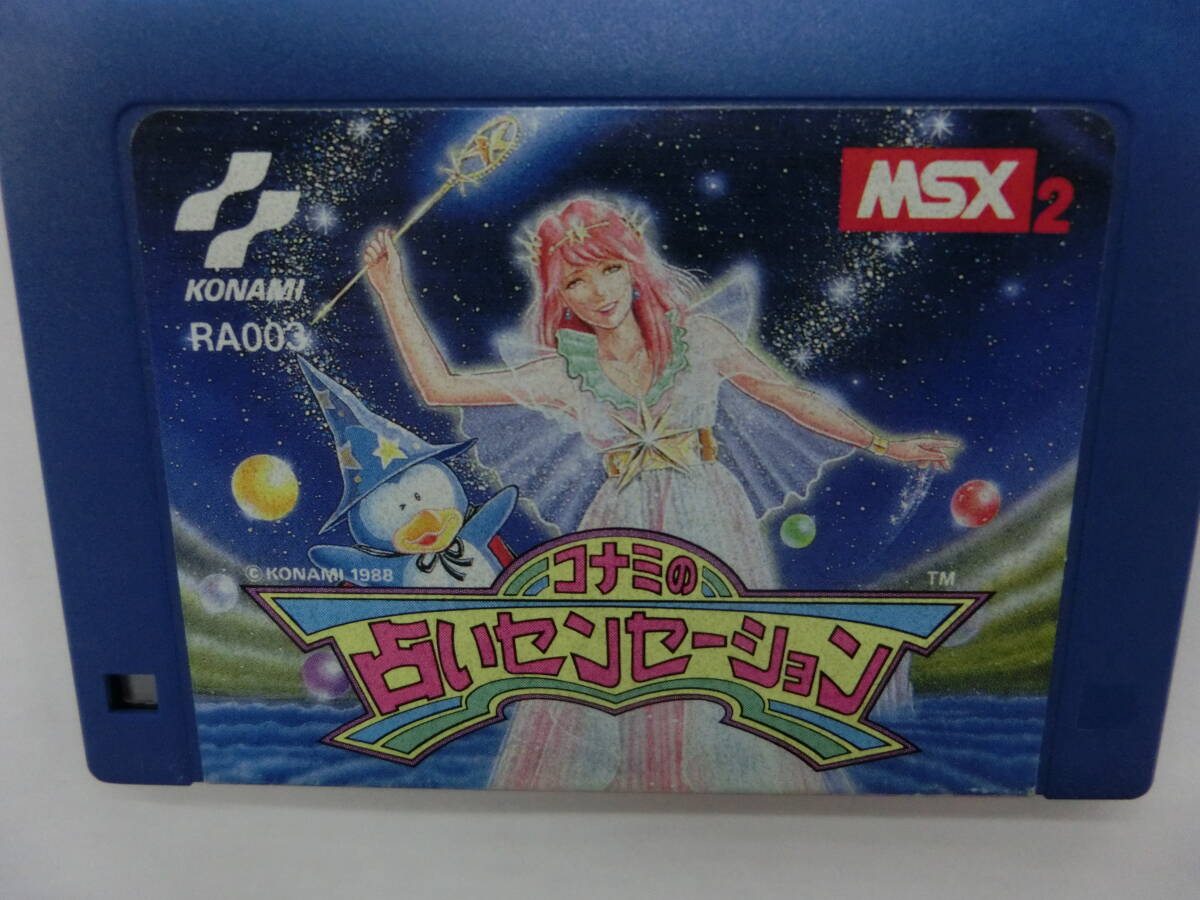 KONAMI
RA003
MSX2
© KONAMI 1988
TM
コナミの
占いセンセーション